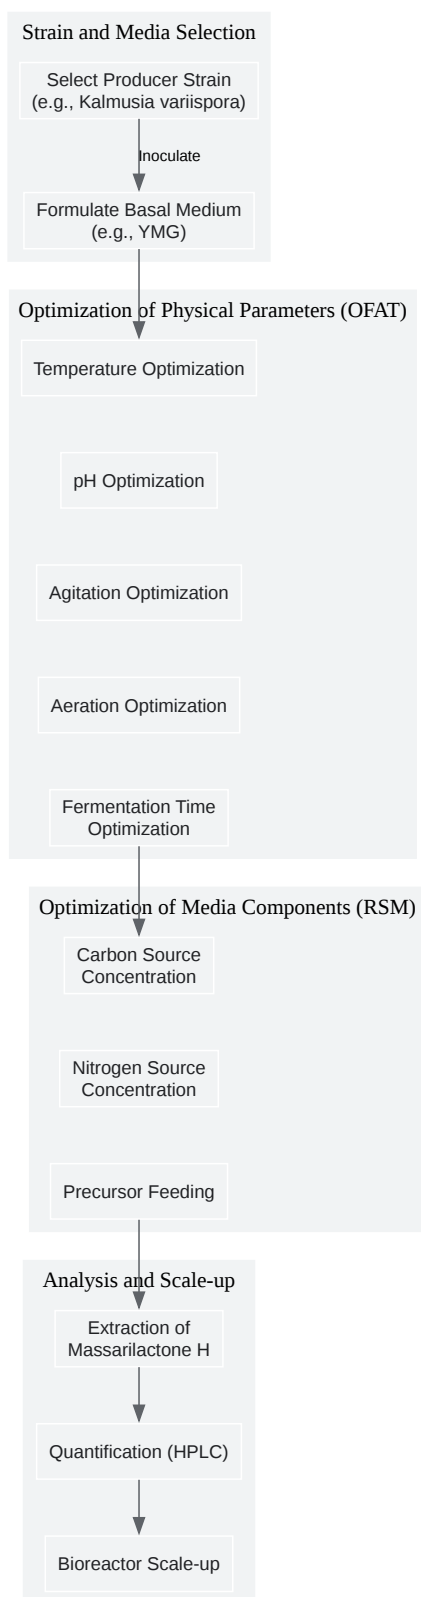 Strain and Media Selection
Select Producer Strain
(e.g., Kalmusia variispora)
Inoculate
Formulate Basal Medium
(e.g., YMG)
Optimization of Physical Parameters (OFAT)
Temperature Optimization
pH Optimization
Agitation Optimization
Aeration Optimization
Fermentation Time
Optimization
Optimization of Media Components (RSM)
Carbon Source
Concentration
Nitrogen Source
Concentration
Precursor Feeding
Analysis and Scale-up
Extraction of
Massarilactone H
Quantification (HPLC)
Bioreactor Scale-up